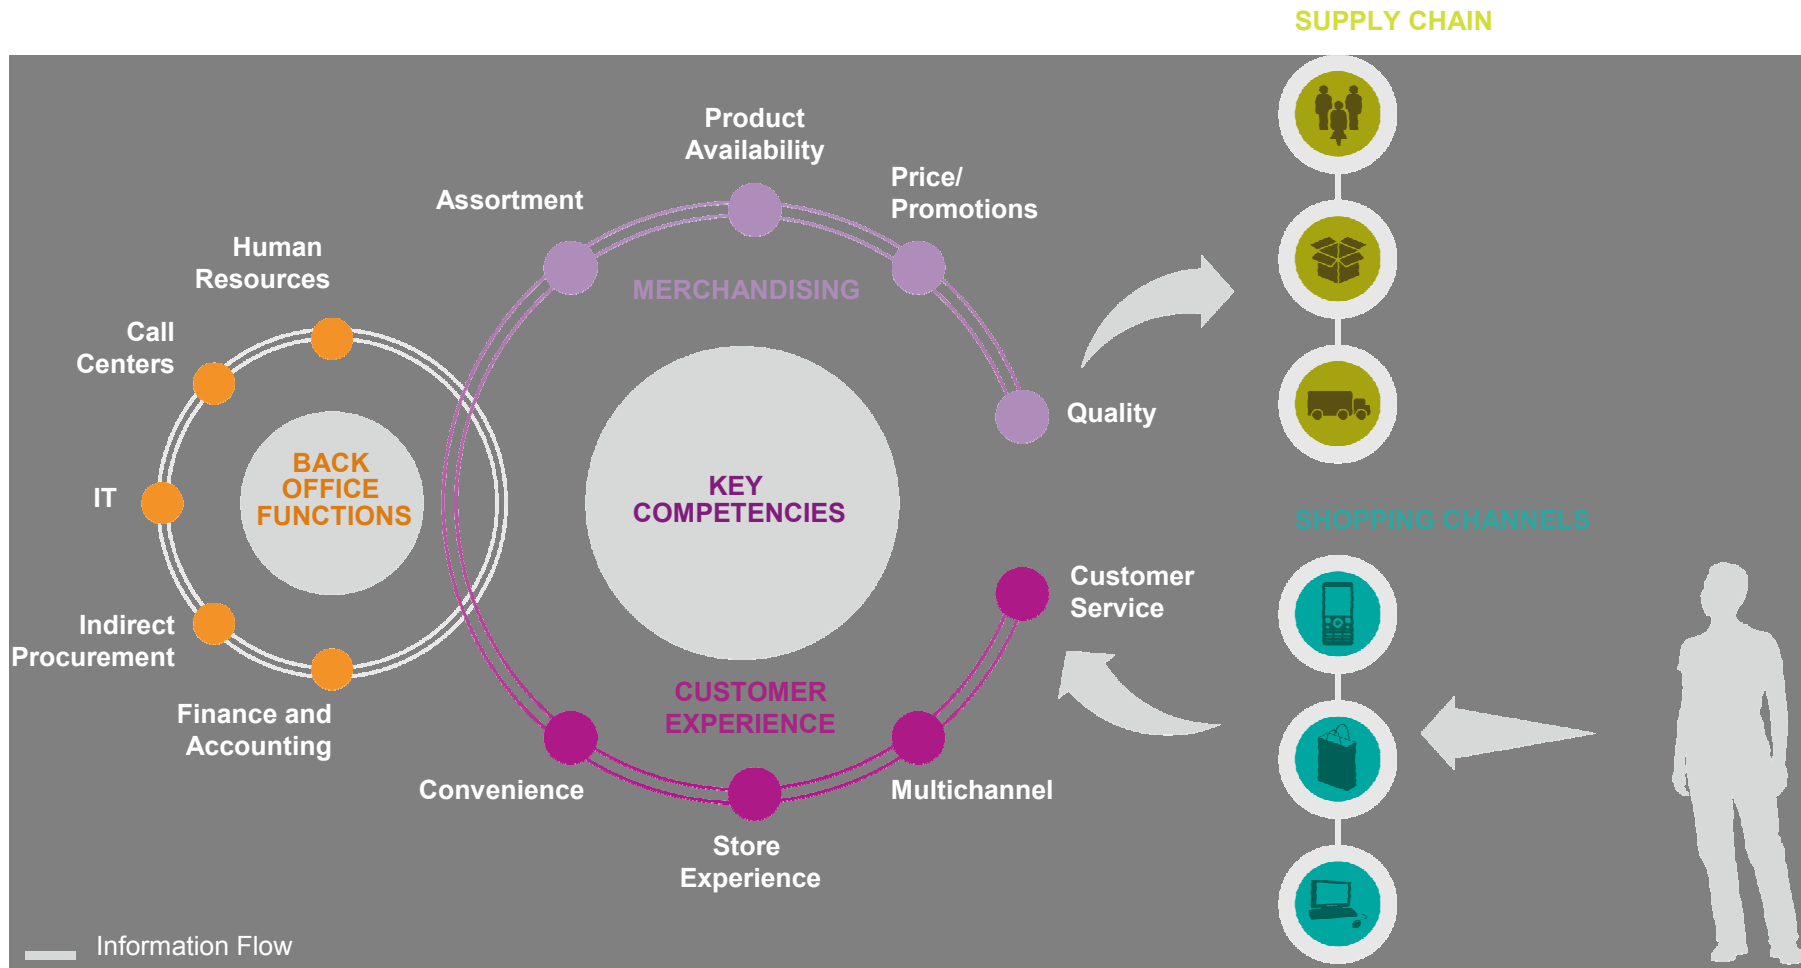 SUPPLY CHAIN
Product
Availability
Price/
Promotions
Assortment
Human
Resources
MERCHANDISING
Call
Centers
Quality
BACK
OFFICE
FUNCTIONS
KEY
COMPETENCIES
IT
SHOPPING CHANNELS
Customer
Service
Indirect
Procurement
CUSTOMER
EXPERIENCE
Finance and
Accounting
Convenience
Multichannel
Store
Experience
Information Flow